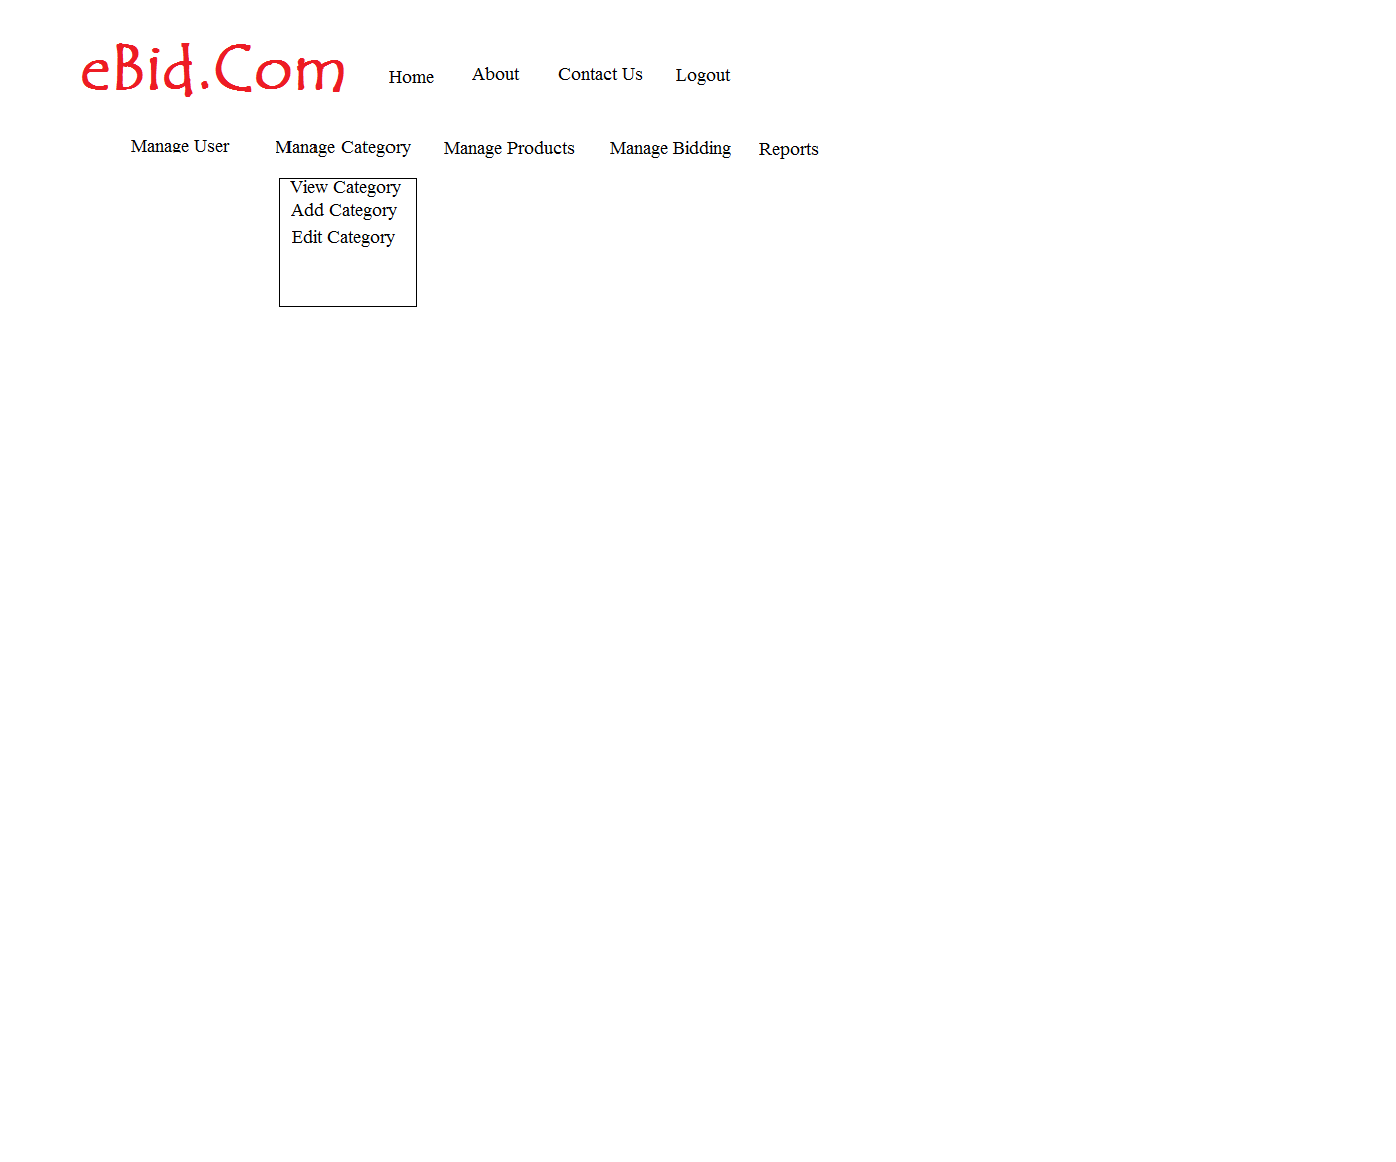 eBid.Com Home About Contact Us Logout
Manage User Manage Category Manage Products Manage Bidding Reports
View Category
Add Category
Edit Category